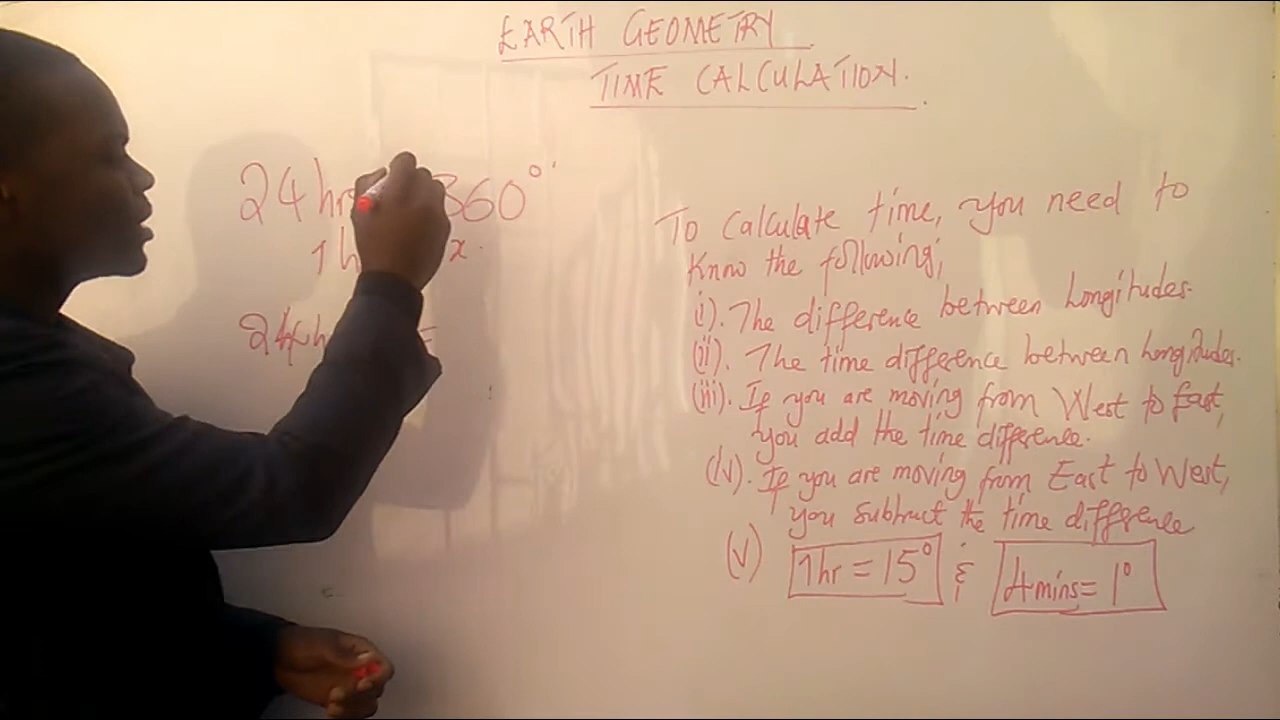 EARTH GEOMETRY
TIME CALCULATION.
24 hr 360°
1 h x
24 h =
To calculate time, you need to
know the following;
i). The difference between longitudes.
(ii). The time difference between longitudes.
(iii). If you are moving from West to East,
you add the time difference.
(iv). If you are moving from East to West,
you subtract the time difference
(v) 1hr = 15° & 4mins = 1°